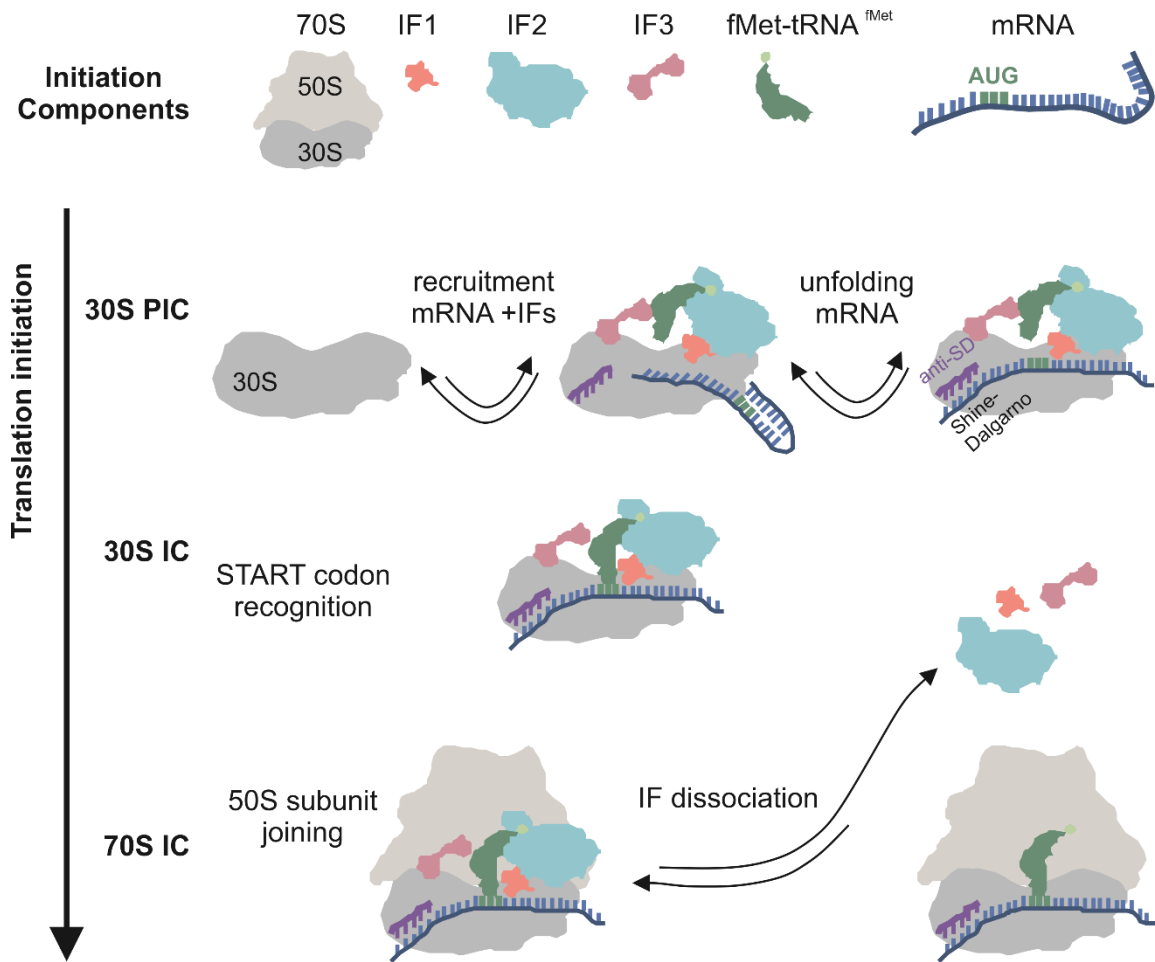 70S
IF1
IF2
IF3
fMet-tRNA fMet
mRNA
Initiation
Components
50S
30S
AUG
Translation initiation
30S PIC
30S
recruitment
mRNA +IFs
unfolding
mRNA
anti-SD
Shine-
Dalgarno
30S IC
START codon
recognition
70S IC
50S subunit
joining
IF dissociation